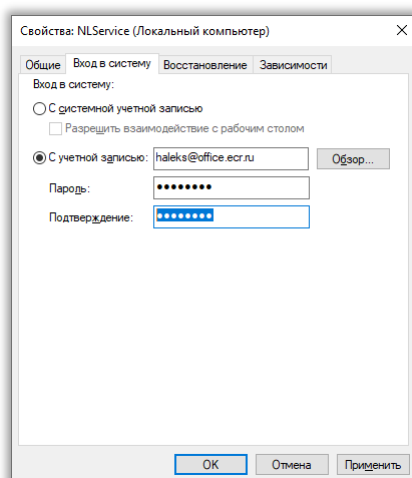 Свойства: NLService (Локальный компьютер)
Общие Вход в систему Восстановление Зависимости
Вход в систему:
С системной учетной записью
Разрешить взаимодействие с рабочим столом
С учетной записью: haleks@office.ecr.ru Обзор...
Пароль: ●●●●●●●●
Подтверждение: ●●●●●●●●
OK Отмена Применить